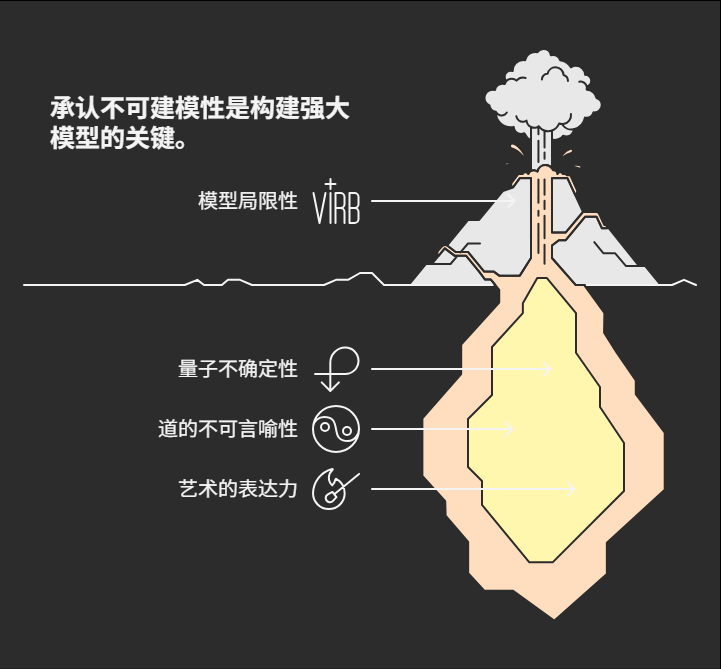 承认不可建模性是构建强大
模型的关键。
模型局限性
VIRB
量子不确定性
道的不可言喻性
艺术的表达力